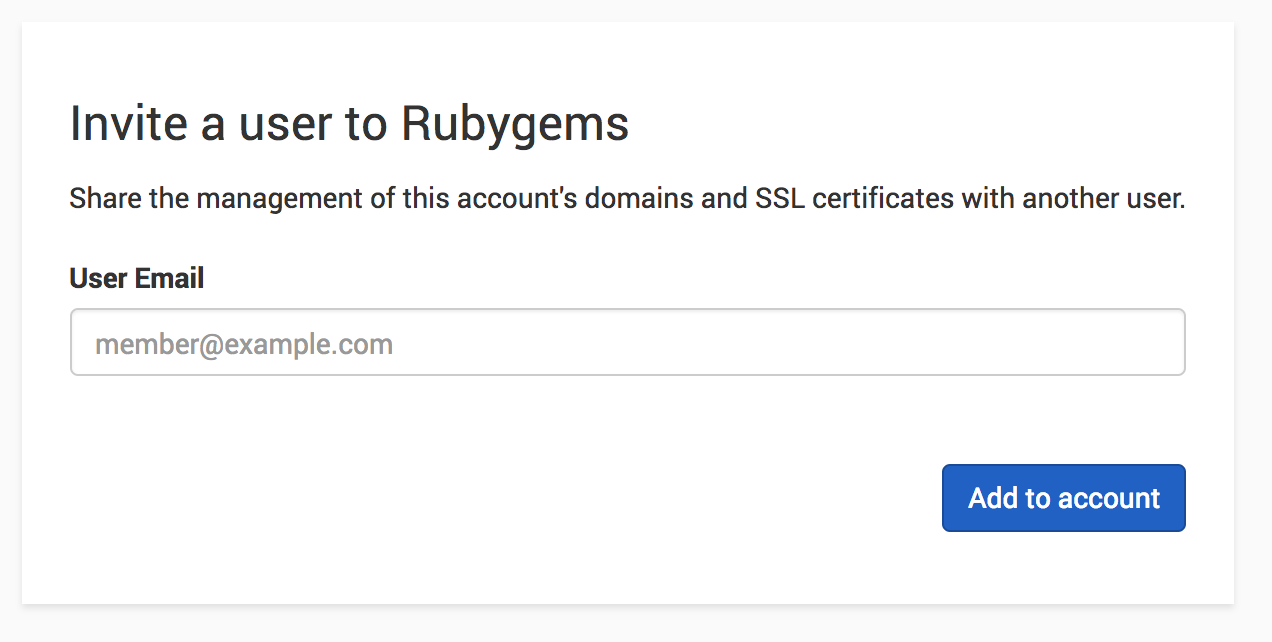 Invite a user to Rubygems
Share the management of this account's domains and SSL certificates with another user.
User Email
member@example.com
Add to account